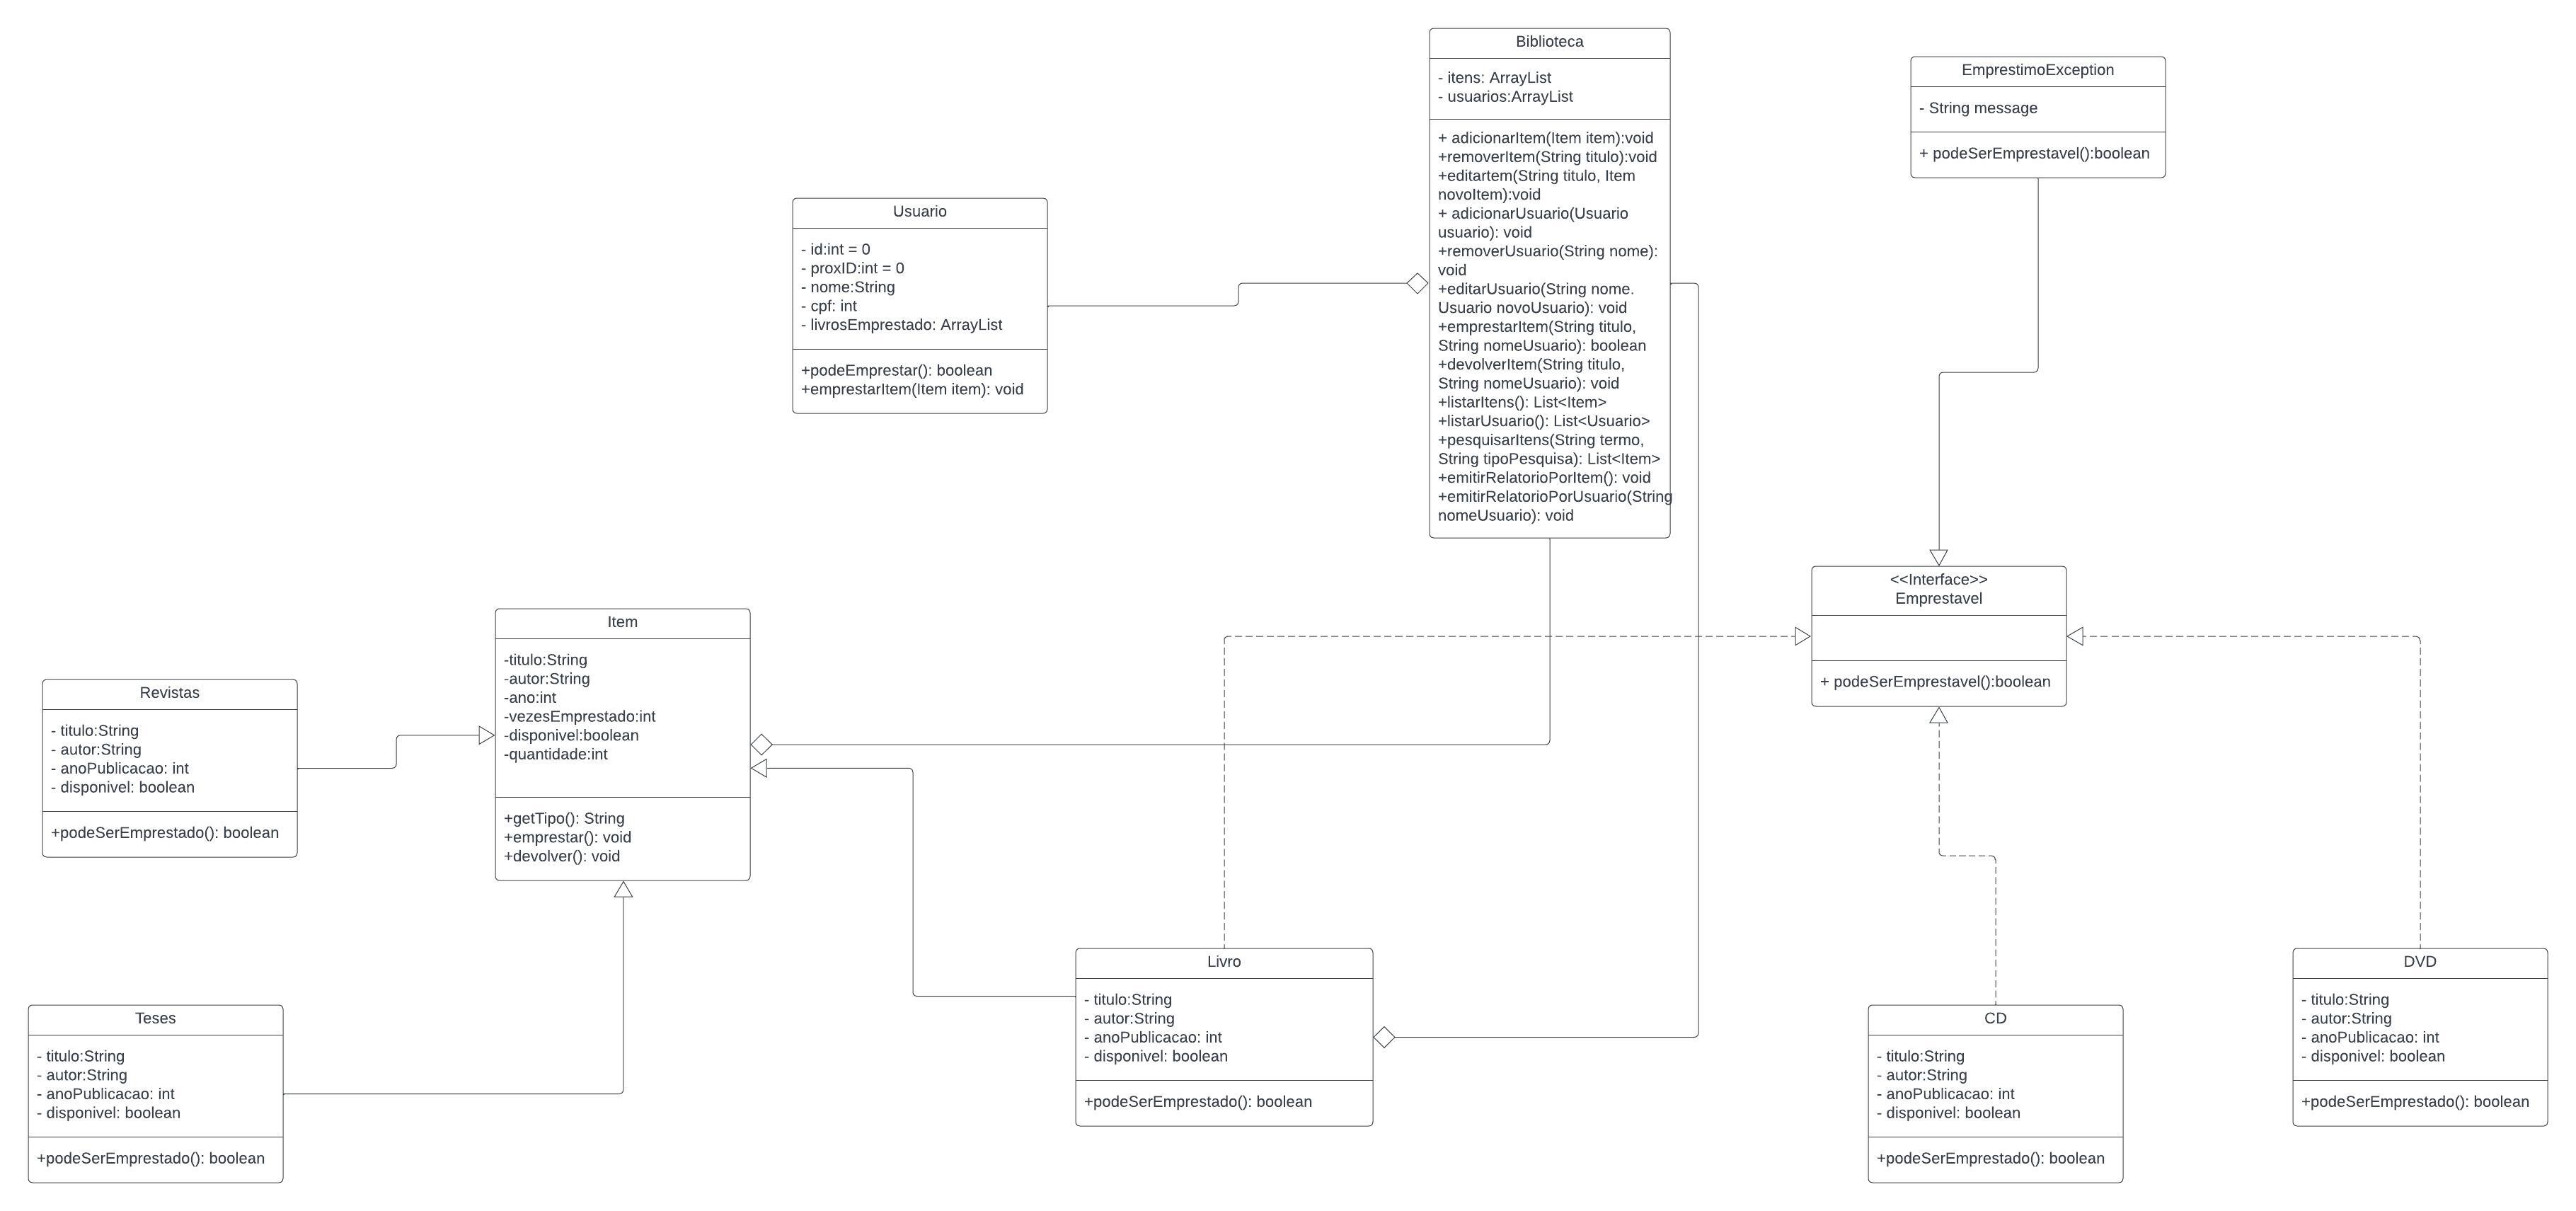 Biblioteca
- itens: ArrayList
- usuarios:ArrayList
+ adicionarItem(Item item):void
+removerItem(String titulo):void
+editartem(String titulo, Item
novoItem):void
+ adicionarUsuario(Usuario
usuario): void
+removerUsuario(String nome):
void
+editarUsuario(String nome.
Usuario novoUsuario): void
+emprestarItem(String titulo,
String nomeUsuario): boolean
+devolverItem(String titulo,
String nomeUsuario): void
+listarItens(): List<Item>
+listarUsuario(): List<Usuario>
+pesquisarItens(String termo,
String tipoPesquisa): List<Item>
+emitirRelatorioPorItem(): void
+emitirRelatorioPorUsuario(String
nomeUsuario): void
EmprestimoException
- String message
+ podeSerEmprestavel():boolean
Usuario
- id:int = 0
- proxID:int = 0
- nome:String
- cpf: int
- livrosEmprestado: ArrayList
+podeEmprestar(): boolean
+emprestarItem(Item item): void
<<Interface>>
Emprestavel
+ podeSerEmprestavel():boolean
Item
-titulo:String
-autor:String
-ano:int
-vezesEmprestado:int
-disponivel:boolean
-quantidade:int
+getTipo(): String
+emprestar(): void
+devolver(): void
Revistas
- titulo:String
- autor:String
- anoPublicacao: int
- disponivel: boolean
+podeSerEmprestado(): boolean
Teses
- titulo:String
- autor:String
- anoPublicacao: int
- disponivel: boolean
+podeSerEmprestado(): boolean
Livro
- titulo:String
- autor:String
- anoPublicacao: int
- disponivel: boolean
+podeSerEmprestado(): boolean
CD
- titulo:String
- autor:String
- anoPublicacao: int
- disponivel: boolean
+podeSerEmprestado(): boolean
DVD
- titulo:String
- autor:String
- anoPublicacao: int
- disponivel: boolean
+podeSerEmprestado(): boolean